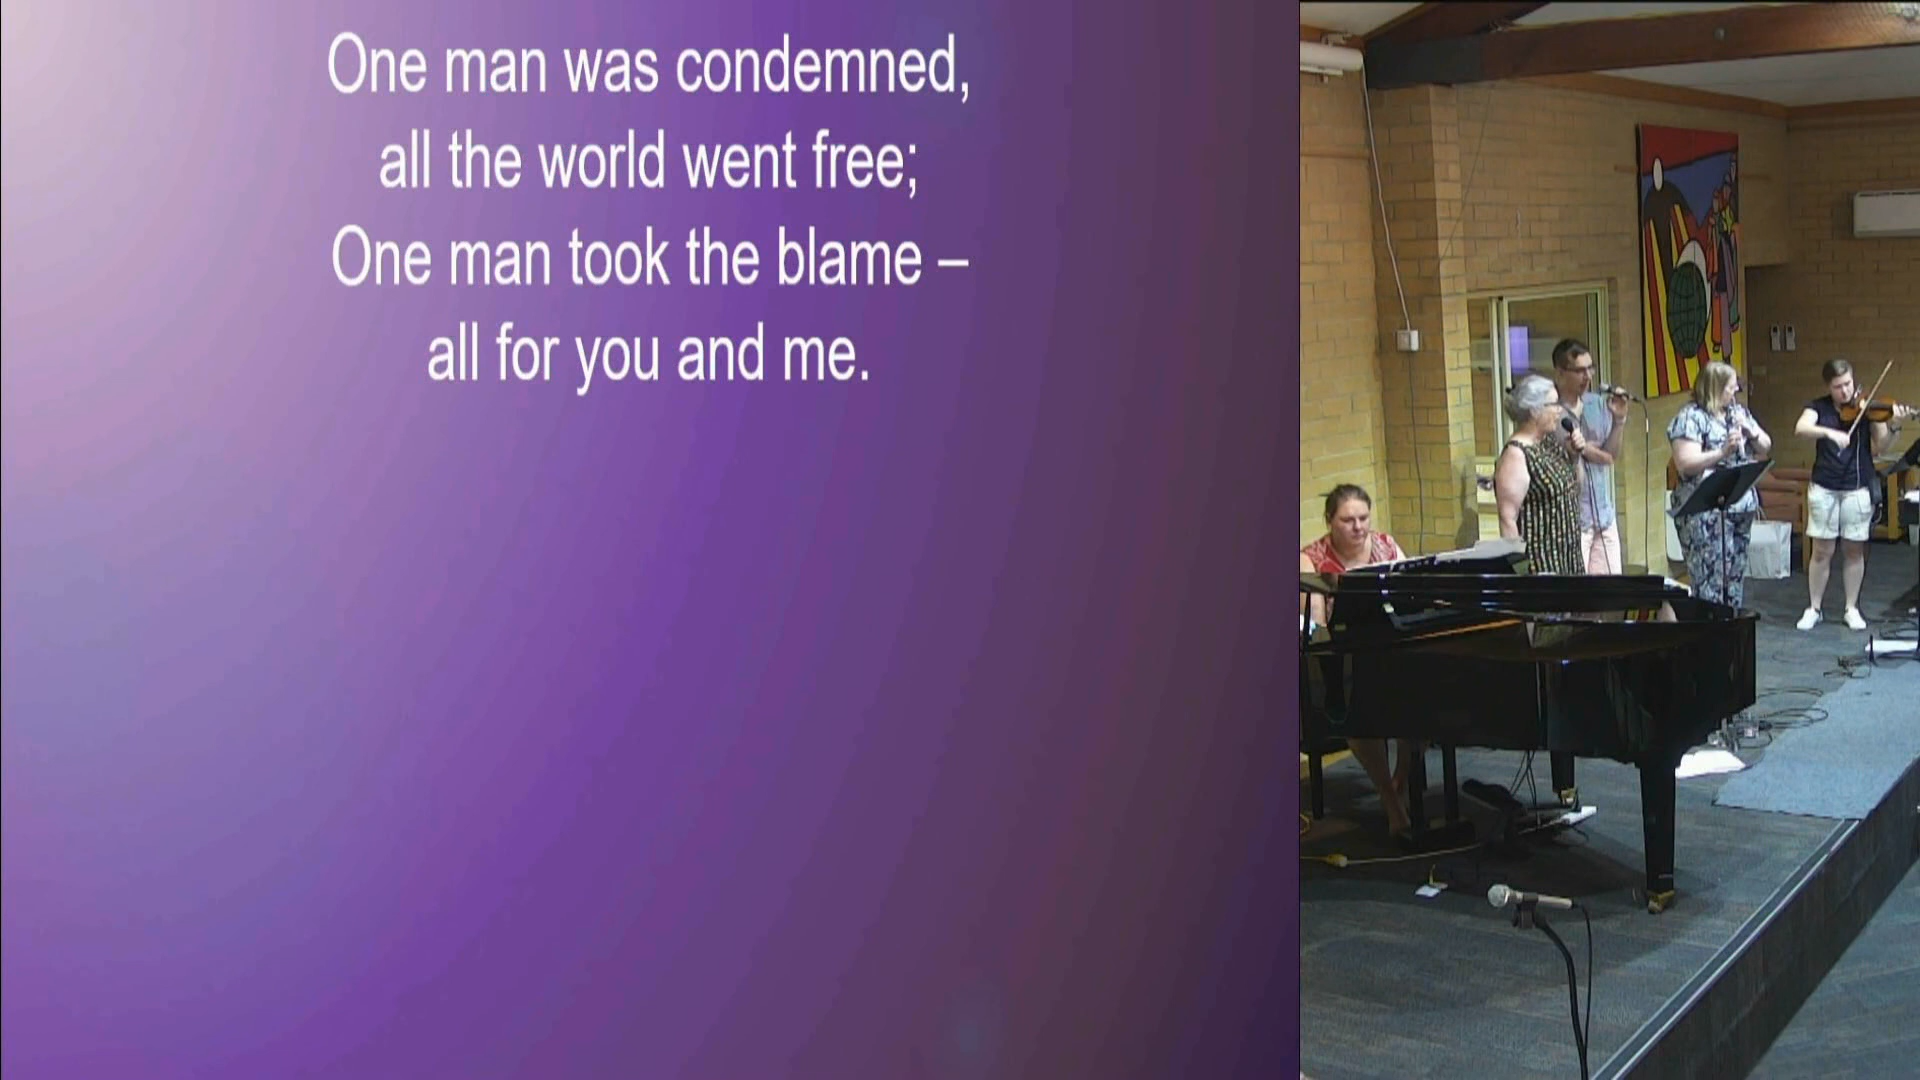 One man was condemned,
all the world went free;
One man took the blame –
all for you and me.